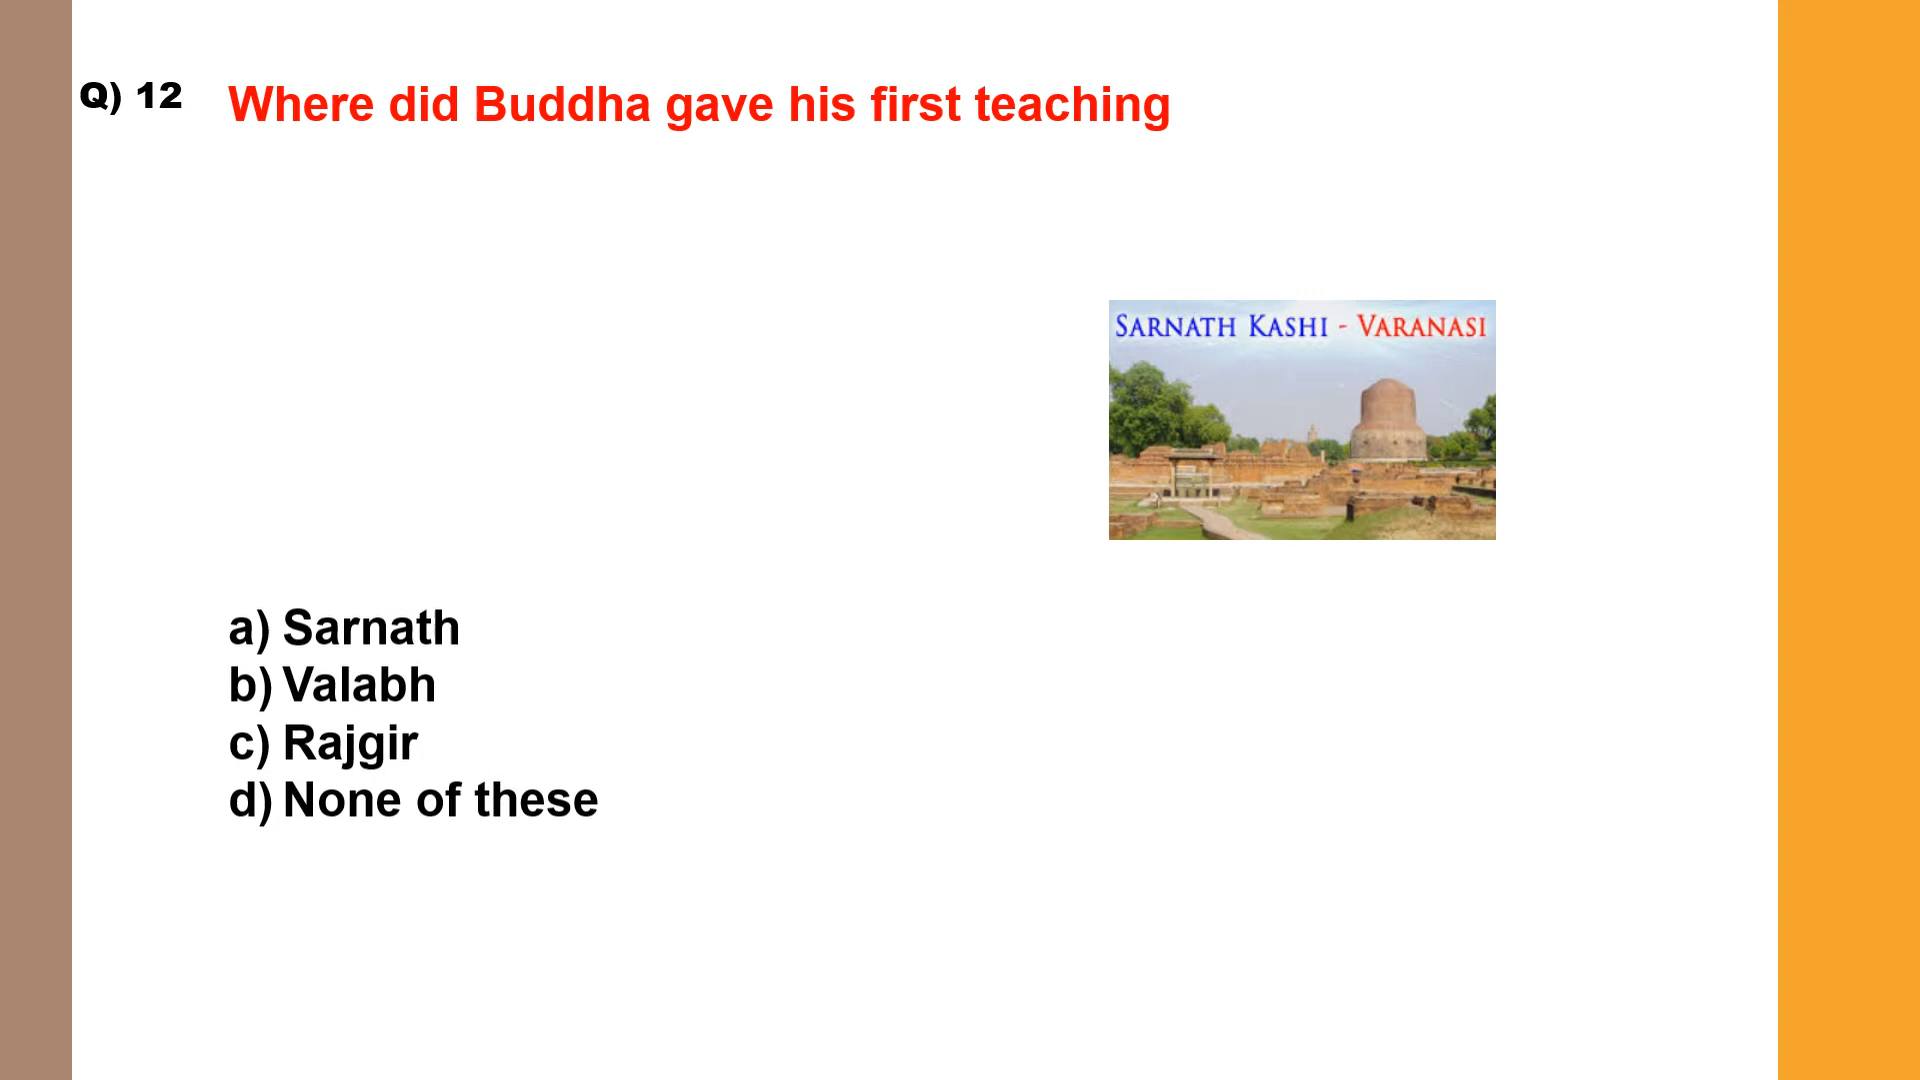 Q) 12 Where did Buddha gave his first teaching
SARNATH KASHI - VARANASI
a) Sarnath
b) Valabh
c) Rajgir
d) None of these